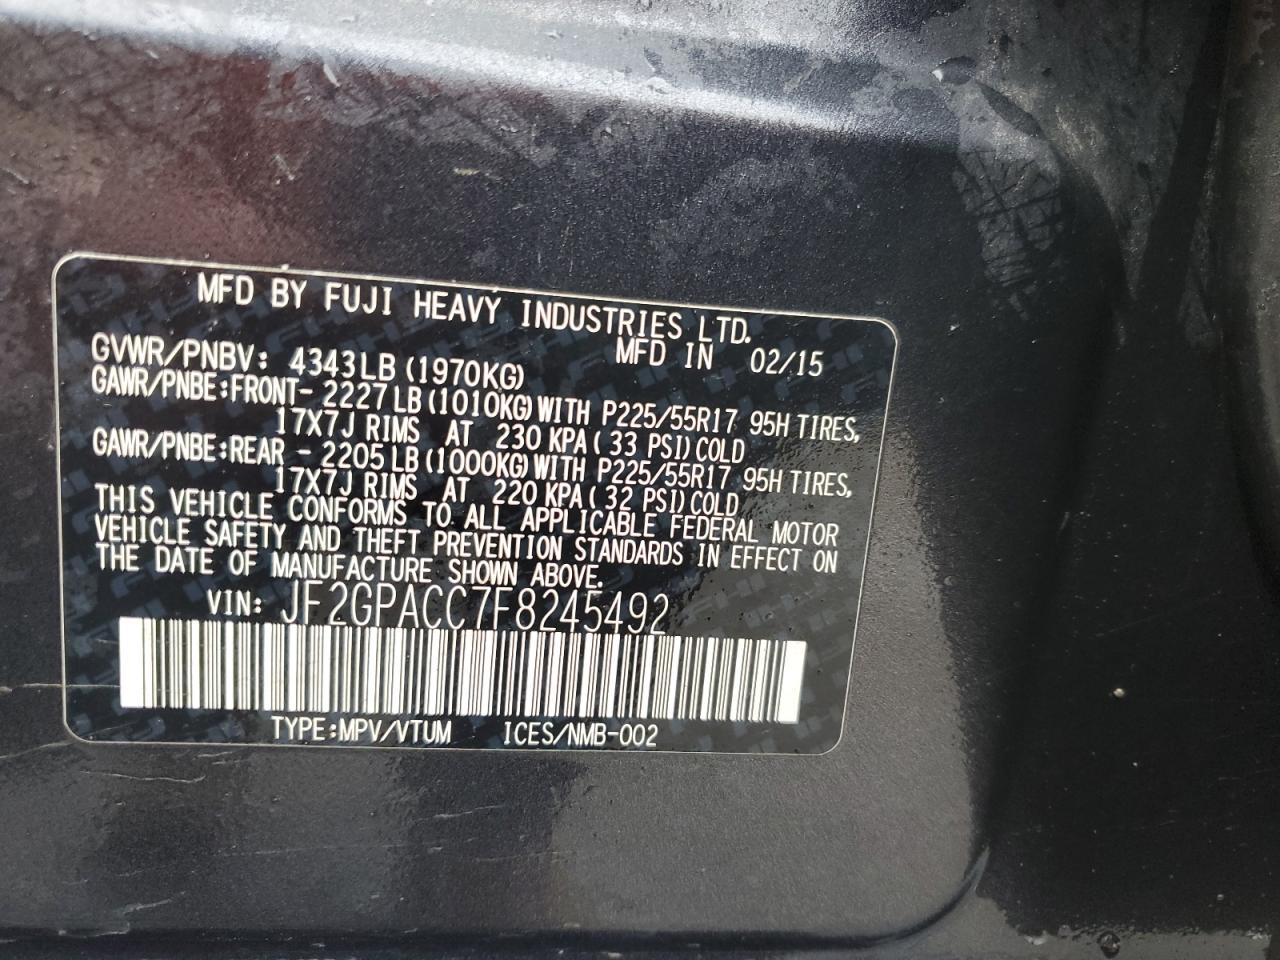 MFD BY FUJI HEAVY INDUSTRIES LTD.
MFD IN 02/15
GVWR/PNBV: 4343LB (1970KG)
GAWR/PNBE:FRONT- 2227 LB (1010KG) WITH P225/55R17 95H TIRES,
17X7J RIMS AT 230 KPA ( 33 PSI) COLD
GAWR/PNBE:REAR - 2205 LB (1000KG) WITH P225/55R17 95H TIRES,
17X7J RIMS AT 220 KPA ( 32 PSI) COLD
THIS VEHICLE CONFORMS TO ALL APPLICABLE FEDERAL MOTOR
VEHICLE SAFETY AND THEFT PREVENTION STANDARDS IN EFFECT ON
THE DATE OF MANUFACTURE SHOWN ABOVE.
VIN: JF2GPACC7F8245492
TYPE:MPV/VTUM ICES/NMB-002